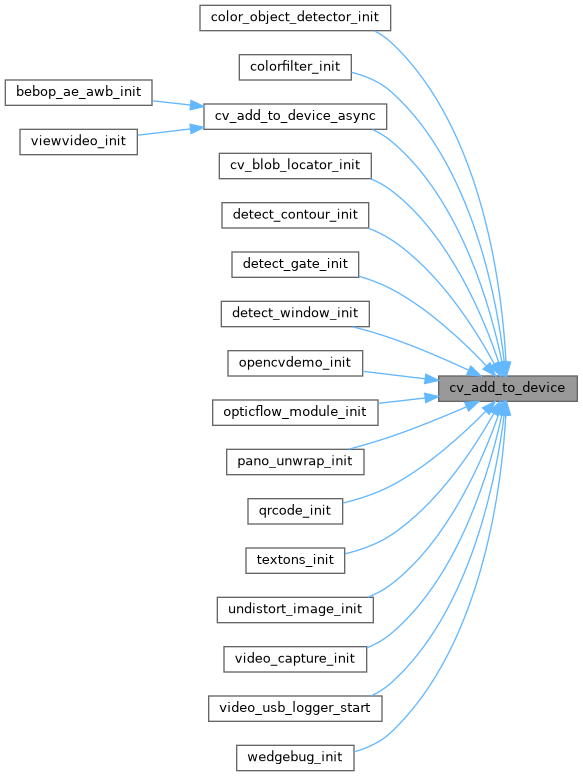 color_object_detector_init
colorfilter_init
bebop_ae_awb_init
cv_add_to_device_async
viewvideo_init
cv_blob_locator_init
detect_contour_init
detect_gate_init
detect_window_init
opencvdemo_init
cv_add_to_device
opticflow_module_init
pano_unwrap_init
qrcode_init
textons_init
undistort_image_init
video_capture_init
video_usb_logger_start
wedgebug_init